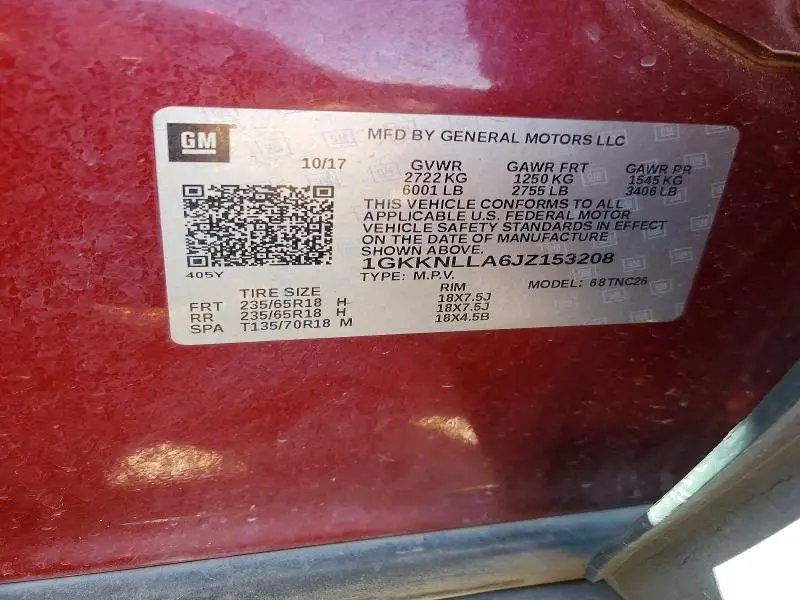 GM
MFD BY GENERAL MOTORS LLC
10/17 GVWR GAWR FRT GAWR RR
2722 KG 1250 KG 1545 KG
6001 LB 2755 LB 3406 LB
THIS VEHICLE CONFORMS TO ALL
APPLICABLE U.S. FEDERAL MOTOR
VEHICLE SAFETY STANDARDS IN EFFECT
ON THE DATE OF MANUFACTURE
SHOWN ABOVE.
405Y
1GKKNLLA6JZ153208
TYPE: M.P.V. MODEL: 68TNC26
TIRE SIZE RIM
FRT 235/65R18 H 18X7.5J
RR 235/65R18 H 18X7.5J
SPA T135/70R18 M 18X4.5B